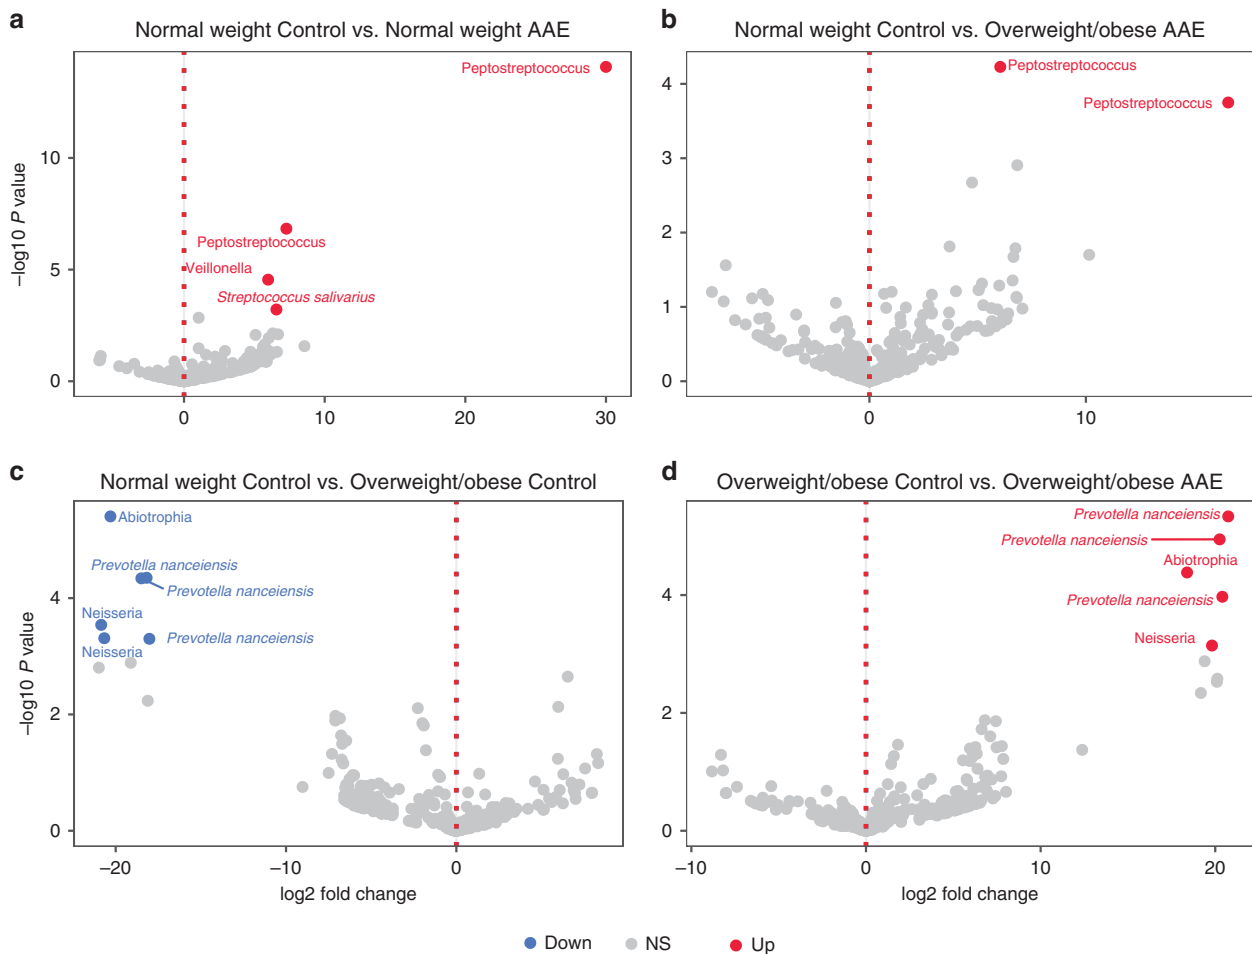 a
Normal weight Control vs. Normal weight AAE
Peptostreptococcus
Peptostreptococcus
Veillonella
Streptococcus salivarius
–log10 P value
10
5
0
0
10
20
30
b
Normal weight Control vs. Overweight/obese AAE
Peptostreptococcus
Peptostreptococcus
4
3
2
1
0
0
10
c
Normal weight Control vs. Overweight/obese Control
Abiotrophia
Prevotella nanceiensis
Prevotella nanceiensis
Neisseria
Prevotella nanceiensis
Neisseria
–log10 P value
4
2
0
–20
–10
0
log2 fold change
d
Overweight/obese Control vs. Overweight/obese AAE
Prevotella nanceiensis
Prevotella nanceiensis
Abiotrophia
Prevotella nanceiensis
Neisseria
4
2
0
–10
0
10
20
log2 fold change
Down
NS
Up